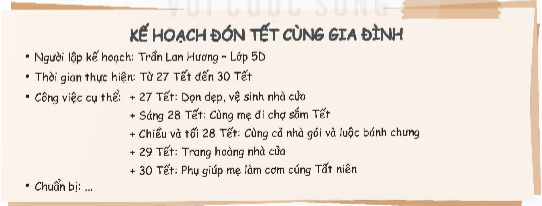 VỚI CUỘC SỐNG
KẾ HOẠCH ĐÓN TẾT CÙNG GIA ĐÌNH
• Người lập kế hoạch: Trần Lan Hương – Lớp 5D
• Thời gian thực hiện: Từ 27 Tết đến 30 Tết
• Công việc cụ thể: + 27 Tết: Dọn dẹp, vệ sinh nhà cửa
+ Sáng 28 Tết: Cùng mẹ đi chợ sắm Tết
+ Chiều và tối 28 Tết: Cùng cả nhà gói và luộc bánh chưng
+ 29 Tết: Trang hoàng nhà cửa
+ 30 Tết: Phụ giúp mẹ làm cơm cúng Tất niên
• Chuẩn bị: ...